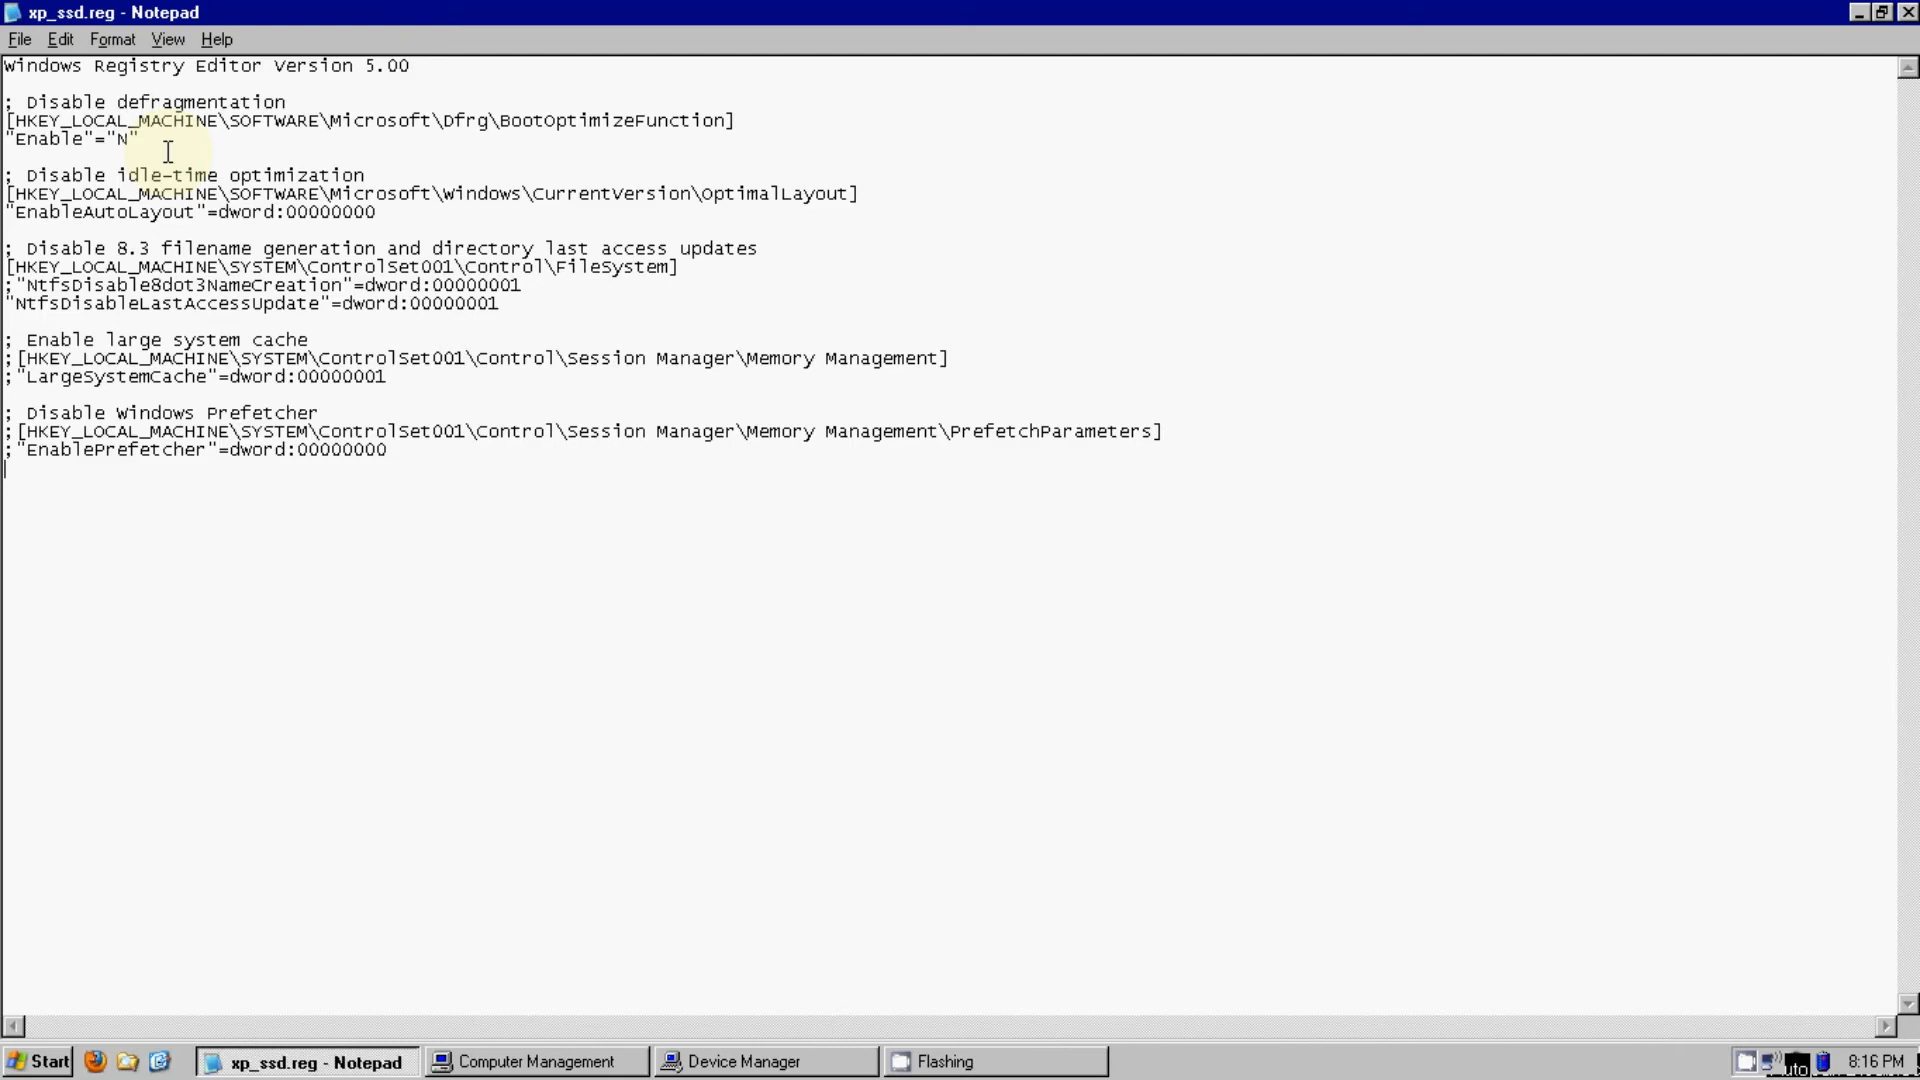 xp_ssd.reg - Notepad
File Edit Format View Help
Windows Registry Editor Version 5.00
; Disable defragmentation
[HKEY_LOCAL_MACHINE\SOFTWARE\Microsoft\Dfrg\BootOptimizeFunction]
"Enable"="N"
; Disable idle-time optimization
[HKEY_LOCAL_MACHINE\SOFTWARE\Microsoft\Windows\CurrentVersion\OptimalLayout]
"EnableAutoLayout"=dword:00000000
; Disable 8.3 filename generation and directory last access updates
[HKEY_LOCAL_MACHINE\SYSTEM\ControlSet001\Control\FileSystem]
;"NtfsDisable8dot3NameCreation"=dword:00000001
"NtfsDisableLastAccessUpdate"=dword:00000001
; Enable large system cache
;[HKEY_LOCAL_MACHINE\SYSTEM\ControlSet001\Control\Session Manager\Memory Management]
;"LargeSystemCache"=dword:00000001
; Disable Windows Prefetcher
;[HKEY_LOCAL_MACHINE\SYSTEM\ControlSet001\Control\Session Manager\Memory Management\PrefetchParameters]
;"EnablePrefetcher"=dword:00000000
Start xp_ssd.reg - Notepad Computer Management Device Manager Flashing 8:16 PM